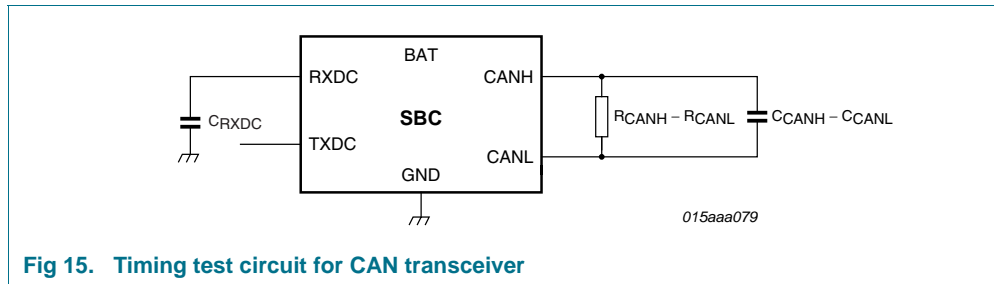 BAT
RXDC
CANH
CRXDC
SBC
RCANH – RCANL
CCANH – CCANL
TXDC
CANL
GND
015aaa079
Fig 15. Timing test circuit for CAN transceiver